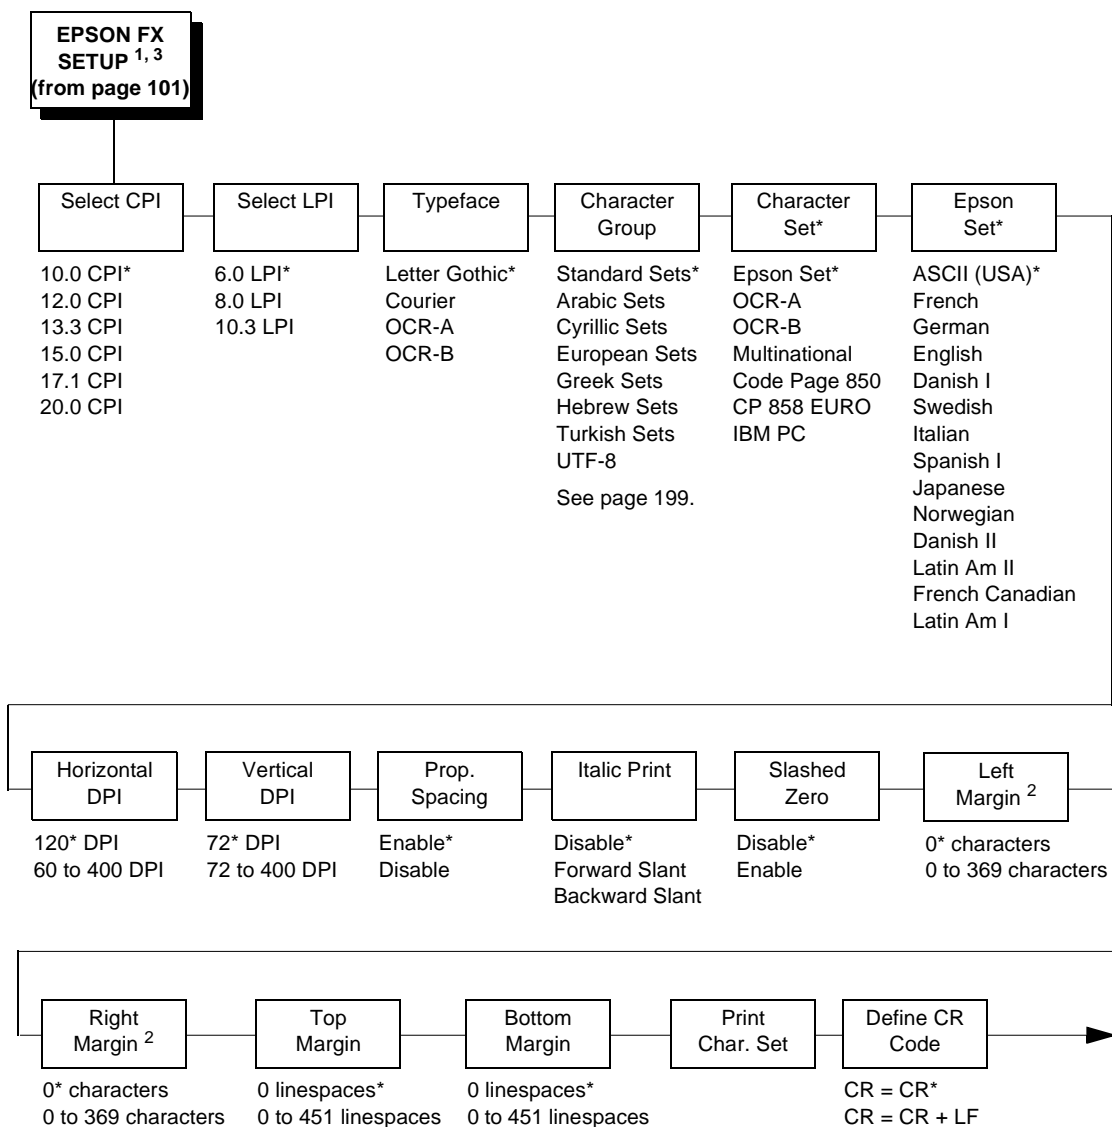 EPSON FX
SETUP 1, 3
(from page 101)
Select CPI
10.0 CPI*
12.0 CPI
13.3 CPI
15.0 CPI
17.1 CPI
20.0 CPI
Select LPI
6.0 LPI*
8.0 LPI
10.3 LPI
Typeface
Letter Gothic*
Courier
OCR-A
OCR-B
Character
Group
Standard Sets*
Arabic Sets
Cyrillic Sets
European Sets
Greek Sets
Hebrew Sets
Turkish Sets
UTF-8
See page 199.
Character
Set*
Epson Set*
OCR-A
OCR-B
Multinational
Code Page 850
CP 858 EURO
IBM PC
Epson
Set*
ASCII (USA)*
French
German
English
Danish I
Swedish
Italian
Spanish I
Japanese
Norwegian
Danish II
Latin Am II
French Canadian
Latin Am I
Horizontal
DPI
120* DPI
60 to 400 DPI
Vertical
DPI
72* DPI
72 to 400 DPI
Prop.
Spacing
Enable*
Disable
Italic Print
Disable*
Forward Slant
Backward Slant
Slashed
Zero
Disable*
Enable
Left
Margin 2
0* characters
0 to 369 characters
Right
Margin 2
0* characters
0 to 369 characters
Top
Margin
0 linespaces*
0 to 451 linespaces
Bottom
Margin
0 linespaces*
0 to 451 linespaces
Print
Char. Set
Define CR
Code
CR = CR*
CR = CR + LF